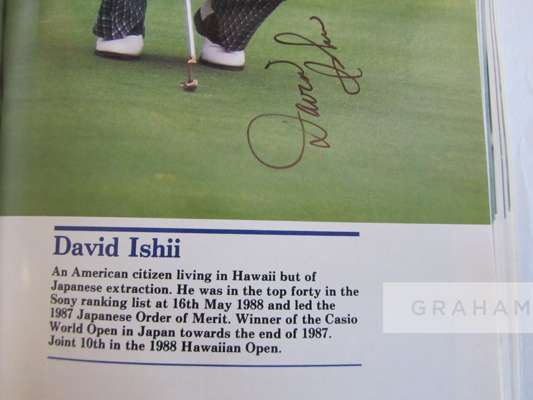 David Ishii
David Ishii
An American citizen living in Hawaii but of
Japanese extraction. He was in the top forty in the
Sony ranking list at 16th May 1988 and led the
1987 Japanese Order of Merit. Winner of the Casio
World Open in Japan towards the end of 1987.
Joint 10th in the 1988 Hawaiian Open.
GRAHAM